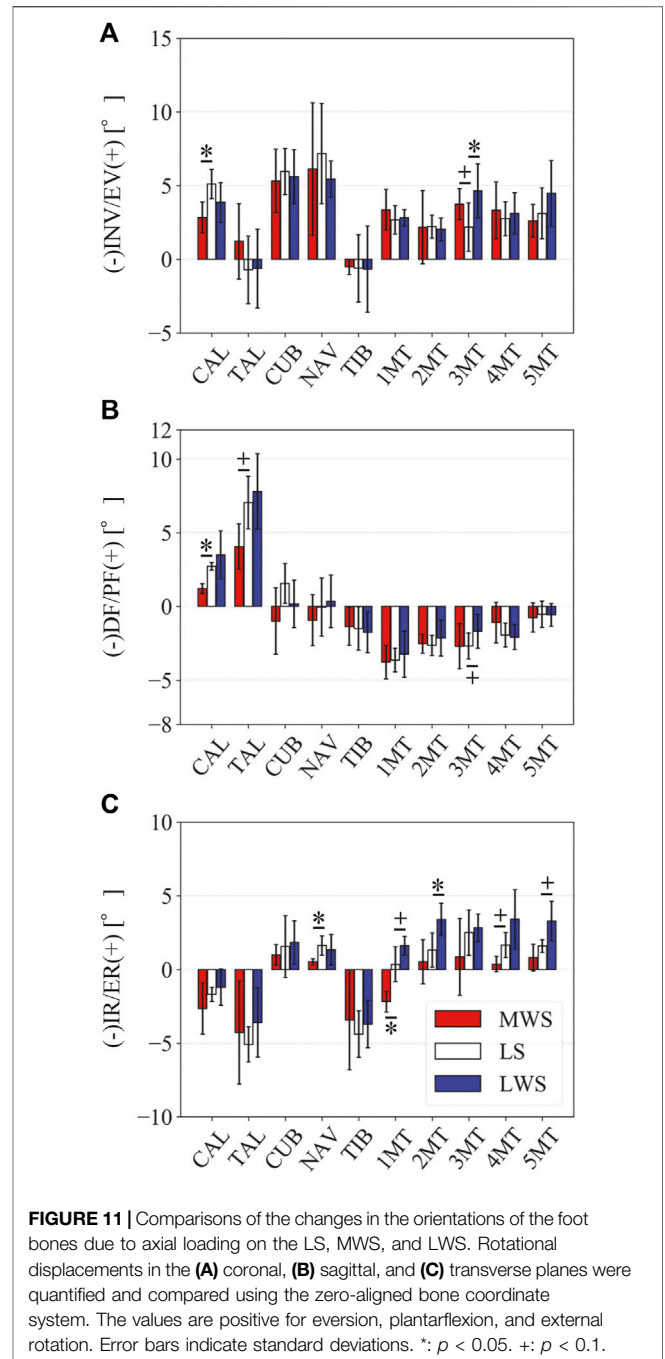 A
15
10
5
0
−5
(-)INV/EV(+) [° ]
*
+
*
CAL TAL CUB NAV TIB 1MT 2MT 3MT 4MT 5MT
B
12
10
5
0
−5
−8
(-)DF/PF(+) [° ]
*
+
+
CAL TAL CUB NAV TIB 1MT 2MT 3MT 4MT 5MT
C
10
5
0
−5
−10
(-)IR/ER(+) [° ]
*
+
*
*
+
+
MWS
LS
LWS
CAL TAL CUB NAV TIB 1MT 2MT 3MT 4MT 5MT
FIGURE 11 | Comparisons of the changes in the orientations of the foot
bones due to axial loading on the LS, MWS, and LWS. Rotational
displacements in the (A) coronal, (B) sagittal, and (C) transverse planes were
quantified and compared using the zero-aligned bone coordinate
system. The values are positive for eversion, plantarflexion, and external
rotation. Error bars indicate standard deviations. *: p < 0.05. +: p < 0.1.